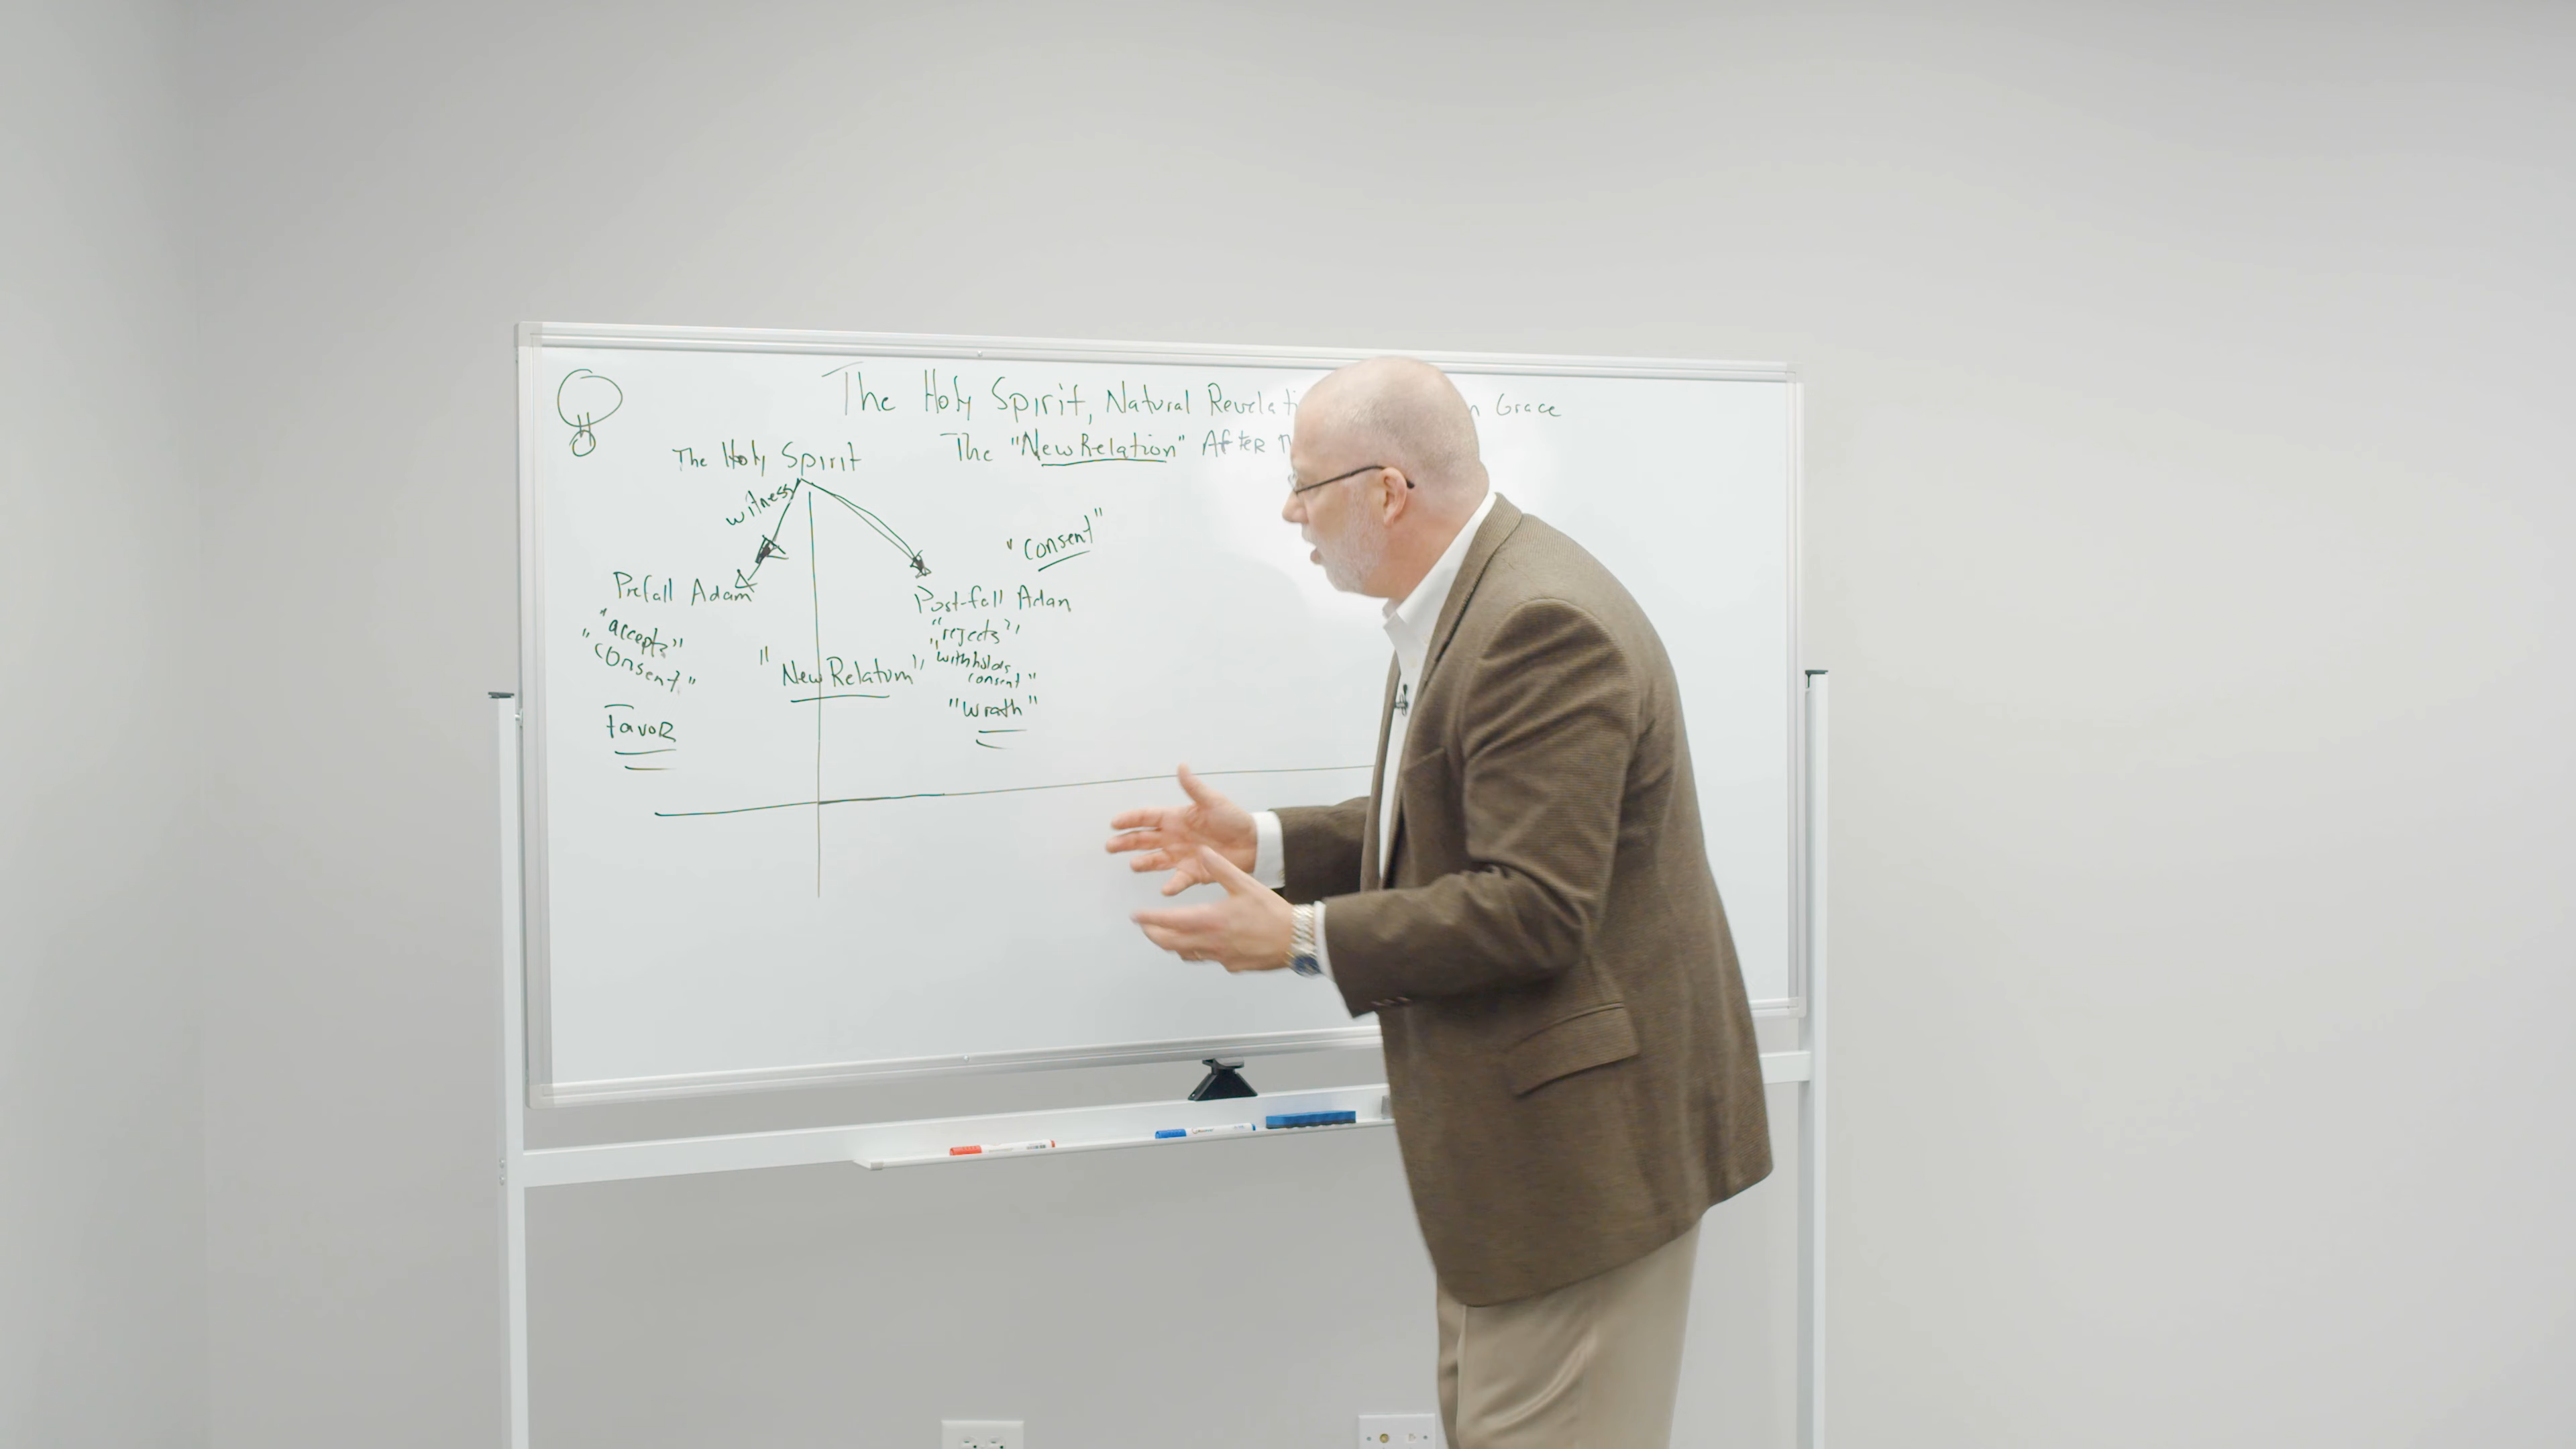 The Holy Spirit, Natural Revelati n Grace
The "New Relation" After
The Holy Spirit
witness
"consent"
Prefall Adam
"accepts"
"consent"
Favor
"New Relation"
Post-fall Adam
"rejects"
"withholds
consent"
"wrath"